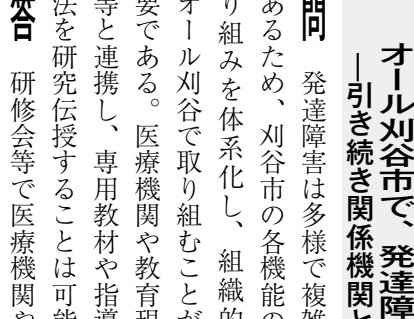 オール刈谷市で、発達障
―引き続き関係機関と
問　発達障害は多様で複雑
あるため、刈谷市の各機能の
り組みを体系化し、組織的
オール刈谷で取り組むことが
要である。医療機関や教育現
等と連携し、専用教材や指導
法を研究伝授することは可能
答　研修会等で医療機関や